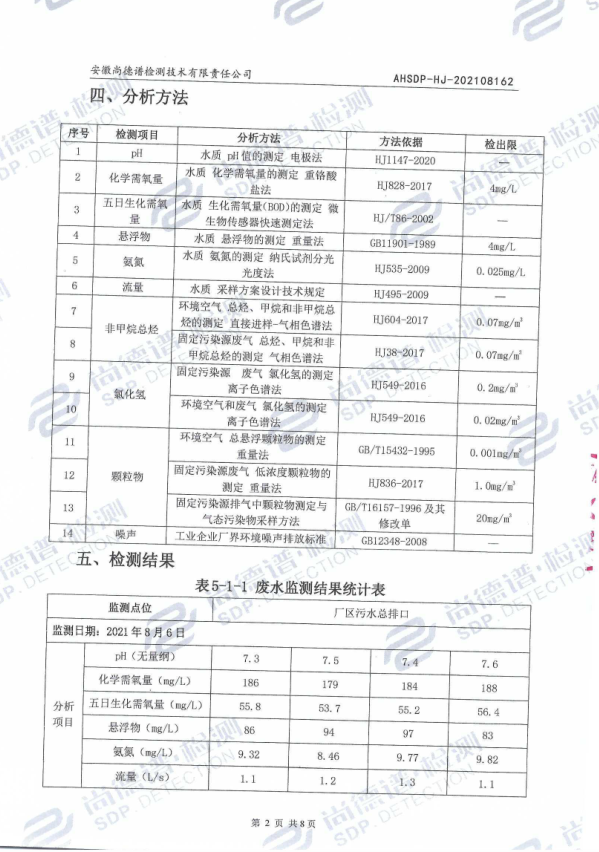 安徽尚德谱检测技术有限责任公司 AHSDP-HJ-202108162
四、分析方法
序号 检测项目 分析方法 方法依据 检出限
1 pH 水质 pH值的测定 电极法 HJ1147-2020 —
2 化学需氧量 水质 化学需氧量的测定 重铬酸
盐法 HJ828-2017 4mg/L
3 五日生化需氧
量 水质 生化需氧量(BOD)的测定 微
生物传感器快速测定法 HJ/T86-2002 —
4 悬浮物 水质 悬浮物的测定 重量法 GB11901-1989 4mg/L
5 氨氮 水质 氨氮的测定 纳氏试剂分光
光度法 HJ535-2009 0.025mg/L
6 流量 水质 采样方案设计技术规定 HJ495-2009 —
7 非甲烷总烃 环境空气 总烃、甲烷和非甲烷总
烃的测定 直接进样-气相色谱法 HJ604-2017 0.07mg/m³
8 固定污染源废气 总烃、甲烷和非
甲烷总烃的测定 气相色谱法 HJ38-2017 0.07mg/m³
9 氯化氢 固定污染源 废气 氯化氢的测定
离子色谱法 HJ549-2016 0.2mg/m³
10 环境空气和废气 氯化氢的测定
离子色谱法 HJ549-2016 0.02mg/m³
11 颗粒物 环境空气 总悬浮颗粒物的测定
重量法 GB/T15432-1995 0.001mg/m³
12 固定污染源废气 低浓度颗粒物的
测定 重量法 HJ836-2017 1.0mg/m³
13 固定污染源排气中颗粒物测定与
气态污染物采样方法 GB/T16157-1996 及其
修改单 20mg/m³
14 噪声 工业企业厂界环境噪声排放标准 GB12348-2008 —
五、检测结果
表5-1-1 废水监测结果统计表
监测点位 厂区污水总排口
监测日期：2021年8月6日
分析
项目
pH（无量纲） 7.3 7.5 7.4 7.6
化学需氧量（mg/L） 186 179 184 188
五日生化需氧量（mg/L） 55.8 53.7 55.2 56.4
悬浮物（mg/L） 86 94 97 83
氨氮（mg/L） 9.32 8.46 9.77 9.82
流量（L/s） 1.1 1.2 1.3 1.1
第 2 页 共8页
尚德谱·检测
SDP.DETECTION